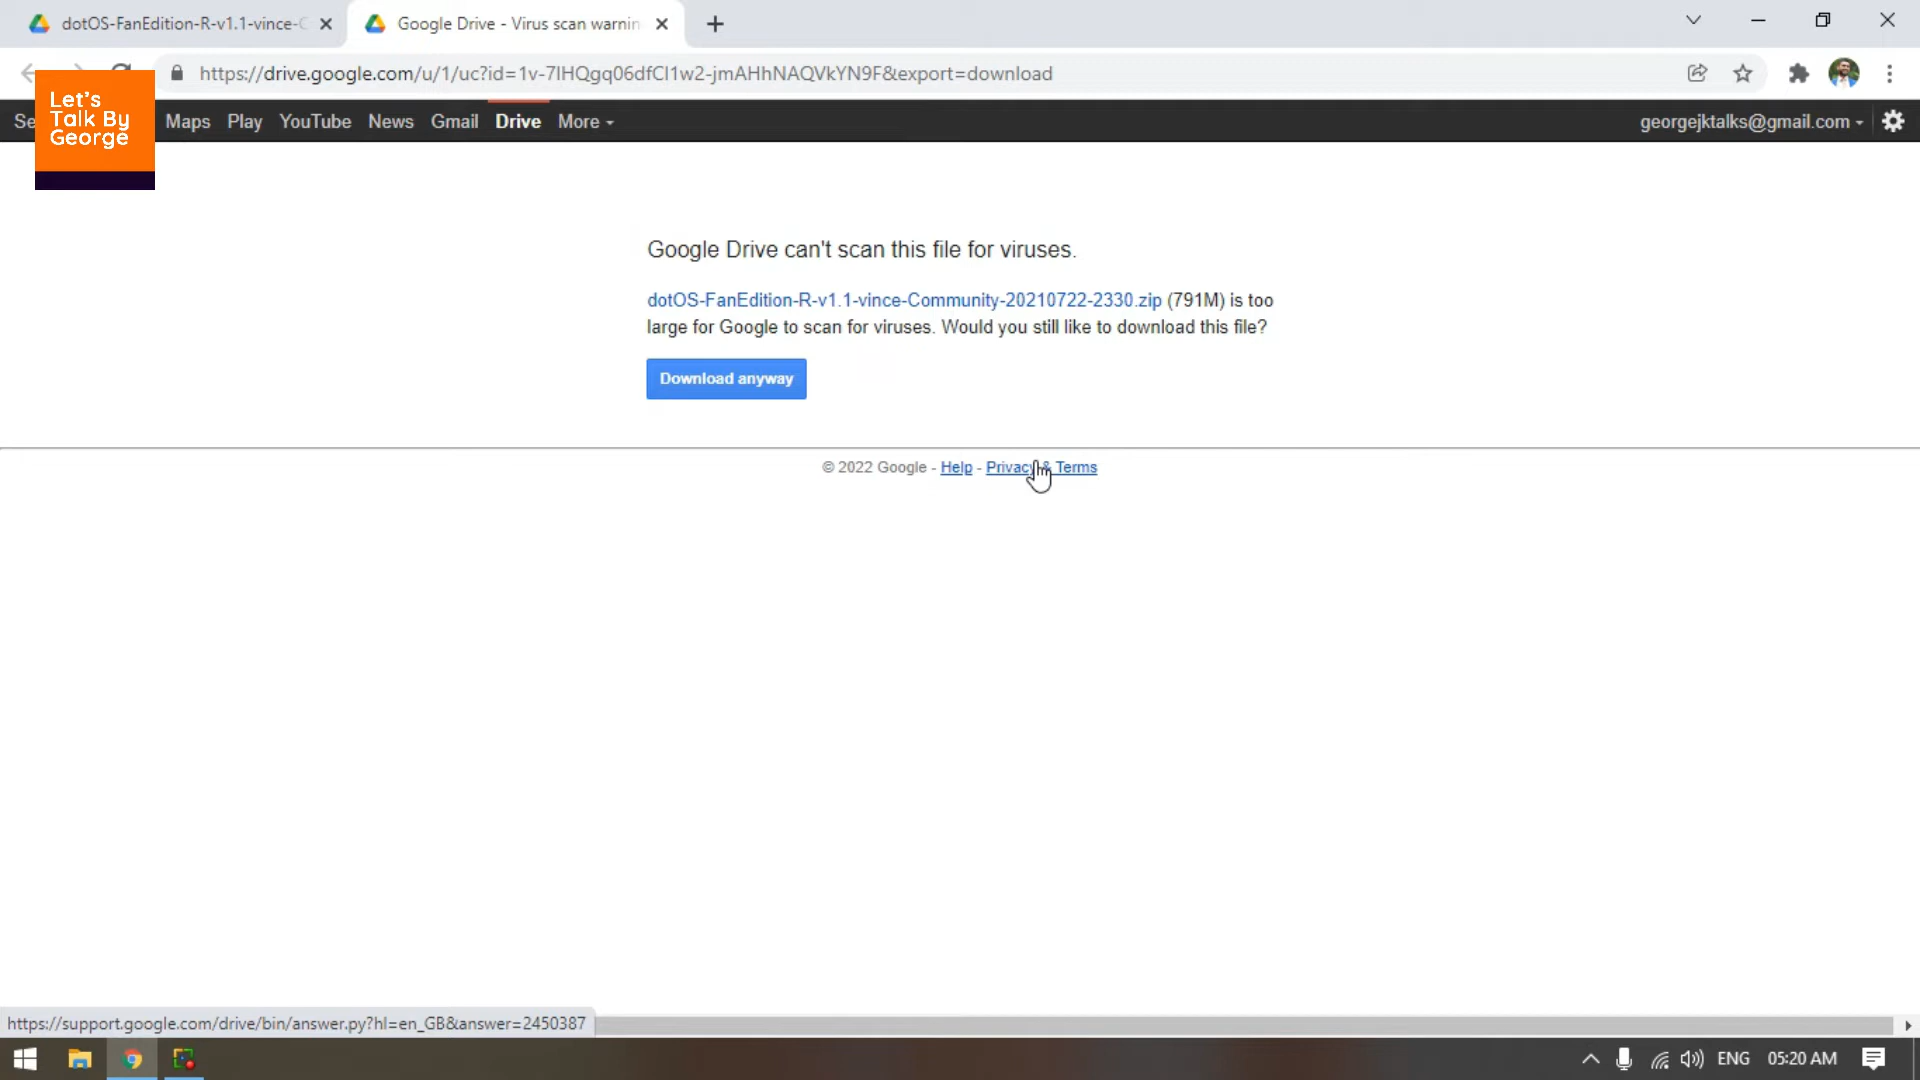 dotOS-FanEdition-R-v1.1-vince-C
Google Drive - Virus scan warnin
https://drive.google.com/u/1/uc?id=1v-7IHQgq06dfCl1w2-jmAHhNAQVkYN9F&export=download
Se
Maps
Play
YouTube
News
Gmail
Drive
More
georgejktalks@gmail.com
Let's
Talk By
George
Google Drive can't scan this file for viruses.
dotOS-FanEdition-R-v1.1-vince-Community-20210722-2330.zip (791M) is too
large for Google to scan for viruses. Would you still like to download this file?
Download anyway
© 2022 Google - Help - Privacy & Terms
https://support.google.com/drive/bin/answer.py?hl=en_GB&answer=2450387
ENG
05:20 AM